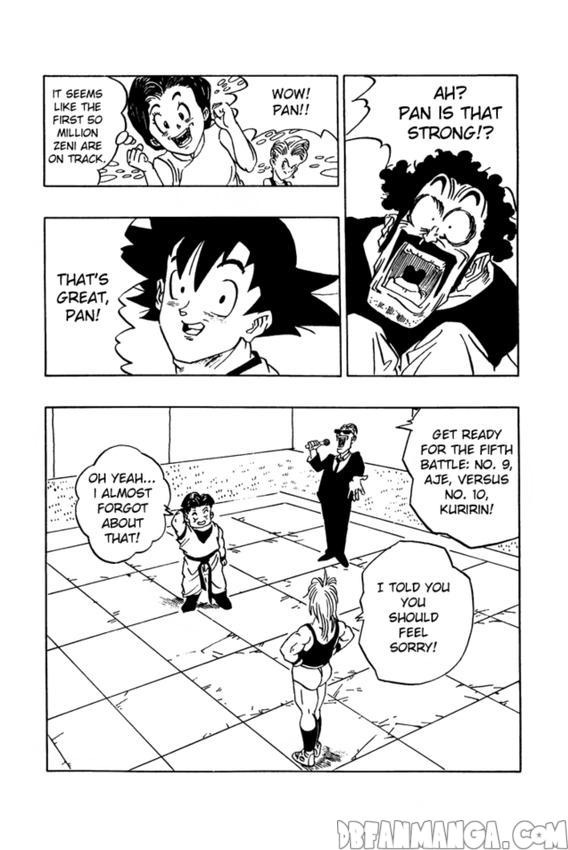 AH?
PAN IS THAT
STRONG!?
WOW!
PAN!!
IT SEEMS
LIKE THE
FIRST 50
MILLION
ZENI ARE
ON TRACK.
THAT'S
GREAT,
PAN!
GET READY
FOR THE FIFTH
BATTLE: NO. 9,
AJE, VERSUS
NO. 10,
KURIRIN!
I TOLD YOU
YOU
SHOULD
FEEL
SORRY!
OH YEAH...
I ALMOST
FORGOT
ABOUT
THAT!
DBFANMANGA.COM